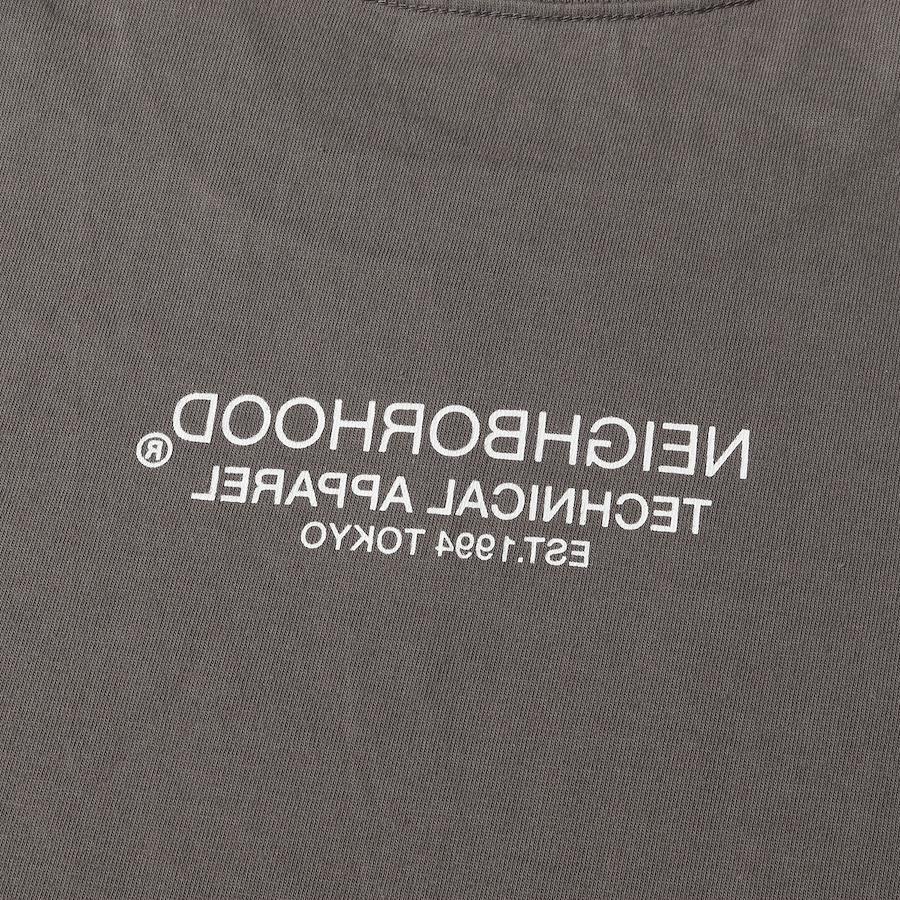 NEIGHBORHOOD®
TECHNICAL APPAREL
EST.1994 TOKYO